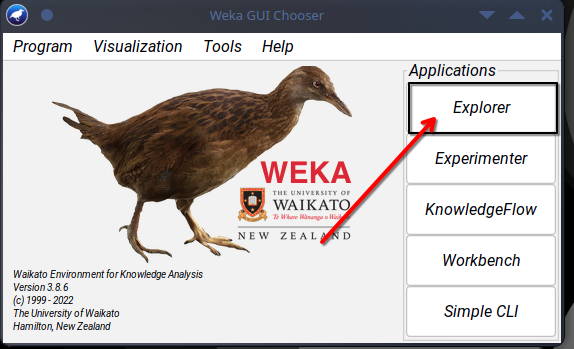 Weka GUI Chooser
Program Visualization Tools Help
Applications
Explorer
Experimenter
KnowledgeFlow
Workbench
Simple CLI
WEKA
THE UNIVERSITY OF
WAIKATO
Te Whare Wānanga o Waikato
NEW ZEALAND
Waikato Environment for Knowledge Analysis
Version 3.8.6
(c) 1999 - 2022
The University of Waikato
Hamilton, New Zealand